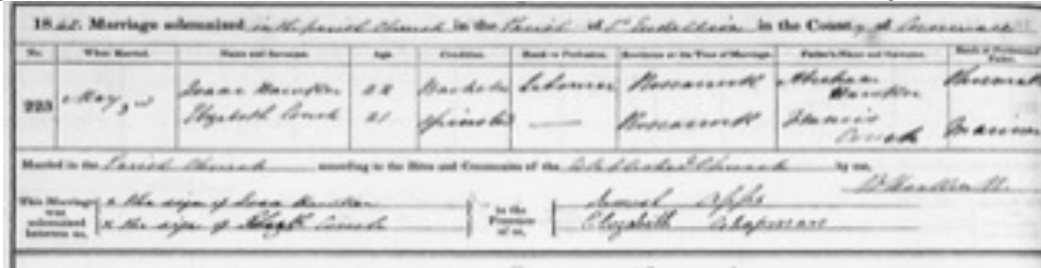 18 Marriage solemnized in the parish Church in the Parish of St Endellion in the County of Cornwall
No. When Married. Name and Surname. Age. Condition. Rank or Profession. Residence at the Time of Marriage. Father's Name and Surname. Rank or Profession of Father.
223 May 3rd Isaac Hawken 22 Bachelor Labourer Abraham Hawken
Elizabeth Couch 21 Spinster — Francis Couch Mariner
Married in the Parish Church according to the Rites and Ceremonies of the Established Church by me,
This Marriage was solemnized between us, x the sign of Isaac Hawken
x the sign of Elizth Couch
in the Presence of us, Apps
Elizabeth Chapman